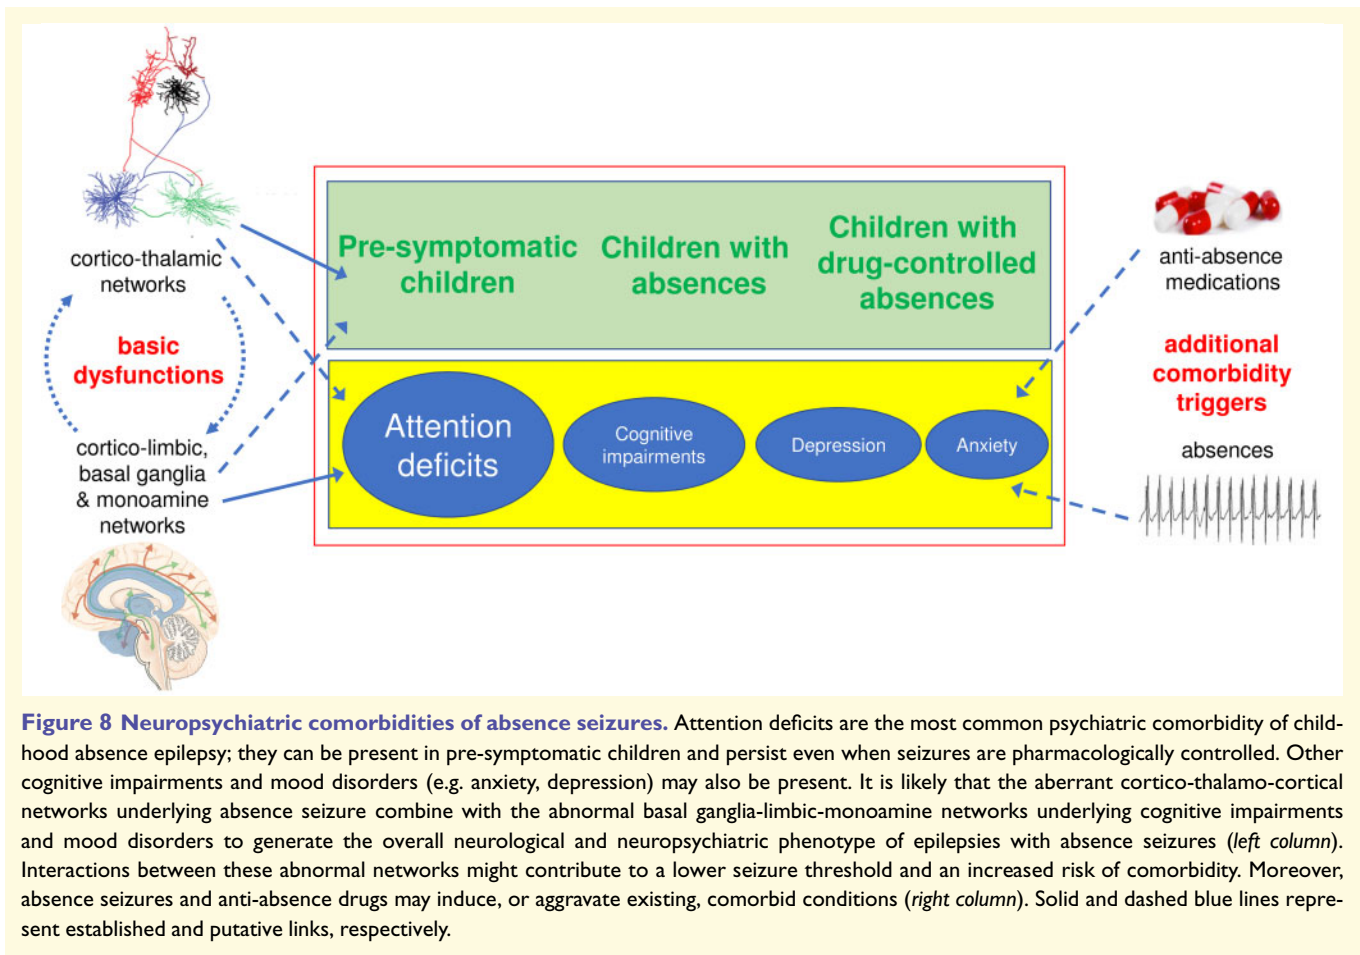 cortico-thalamic
networks
basic
dysfunctions
cortico-limbic,
basal ganglia
& monoamine
networks
Pre-symptomatic
children
Children with
absences
Children with
drug-controlled
absences
Attention
deficits
Cognitive
impairments
Depression
Anxiety
anti-absence
medications
additional
comorbidity
triggers
absences
Figure 8 Neuropsychiatric comorbidities of absence seizures. Attention deficits are the most common psychiatric comorbidity of child-
hood absence epilepsy; they can be present in pre-symptomatic children and persist even when seizures are pharmacologically controlled. Other
cognitive impairments and mood disorders (e.g. anxiety, depression) may also be present. It is likely that the aberrant cortico-thalamo-cortical
networks underlying absence seizure combine with the abnormal basal ganglia-limbic-monoamine networks underlying cognitive impairments
and mood disorders to generate the overall neurological and neuropsychiatric phenotype of epilepsies with absence seizures (left column).
Interactions between these abnormal networks might contribute to a lower seizure threshold and an increased risk of comorbidity. Moreover,
absence seizures and anti-absence drugs may induce, or aggravate existing, comorbid conditions (right column). Solid and dashed blue lines repre-
sent established and putative links, respectively.